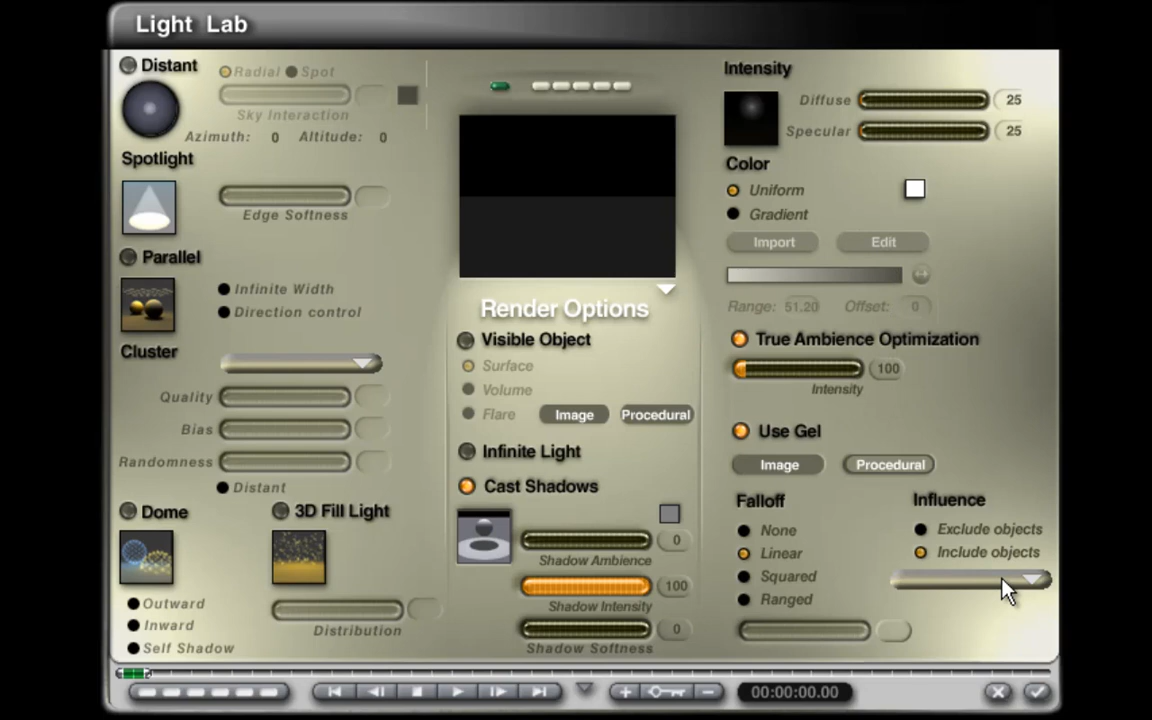 Light Lab
Distant
Radial Spot
Sky Interaction
Azimuth: 0 Altitude: 0
Spotlight
Edge Softness
Parallel
Infinite Width
Direction control
Cluster
Quality
Bias
Randomness
Distant
Dome
3D Fill Light
Outward
Inward
Self Shadow
Distribution
Render Options
Visible Object
Surface
Volume
Flare Image Procedural
Infinite Light
Cast Shadows
0
Shadow Ambience
100
Shadow Intensity
0
Shadow Softness
Intensity
Diffuse 25
Specular 25
Color
Uniform
Gradient
Import Edit
Range: 51.20 Offset: 0
True Ambience Optimization
100
Intensity
Use Gel
Image Procedural
Falloff
None
Linear
Squared
Ranged
Influence
Exclude objects
Include objects
00:00:00.00